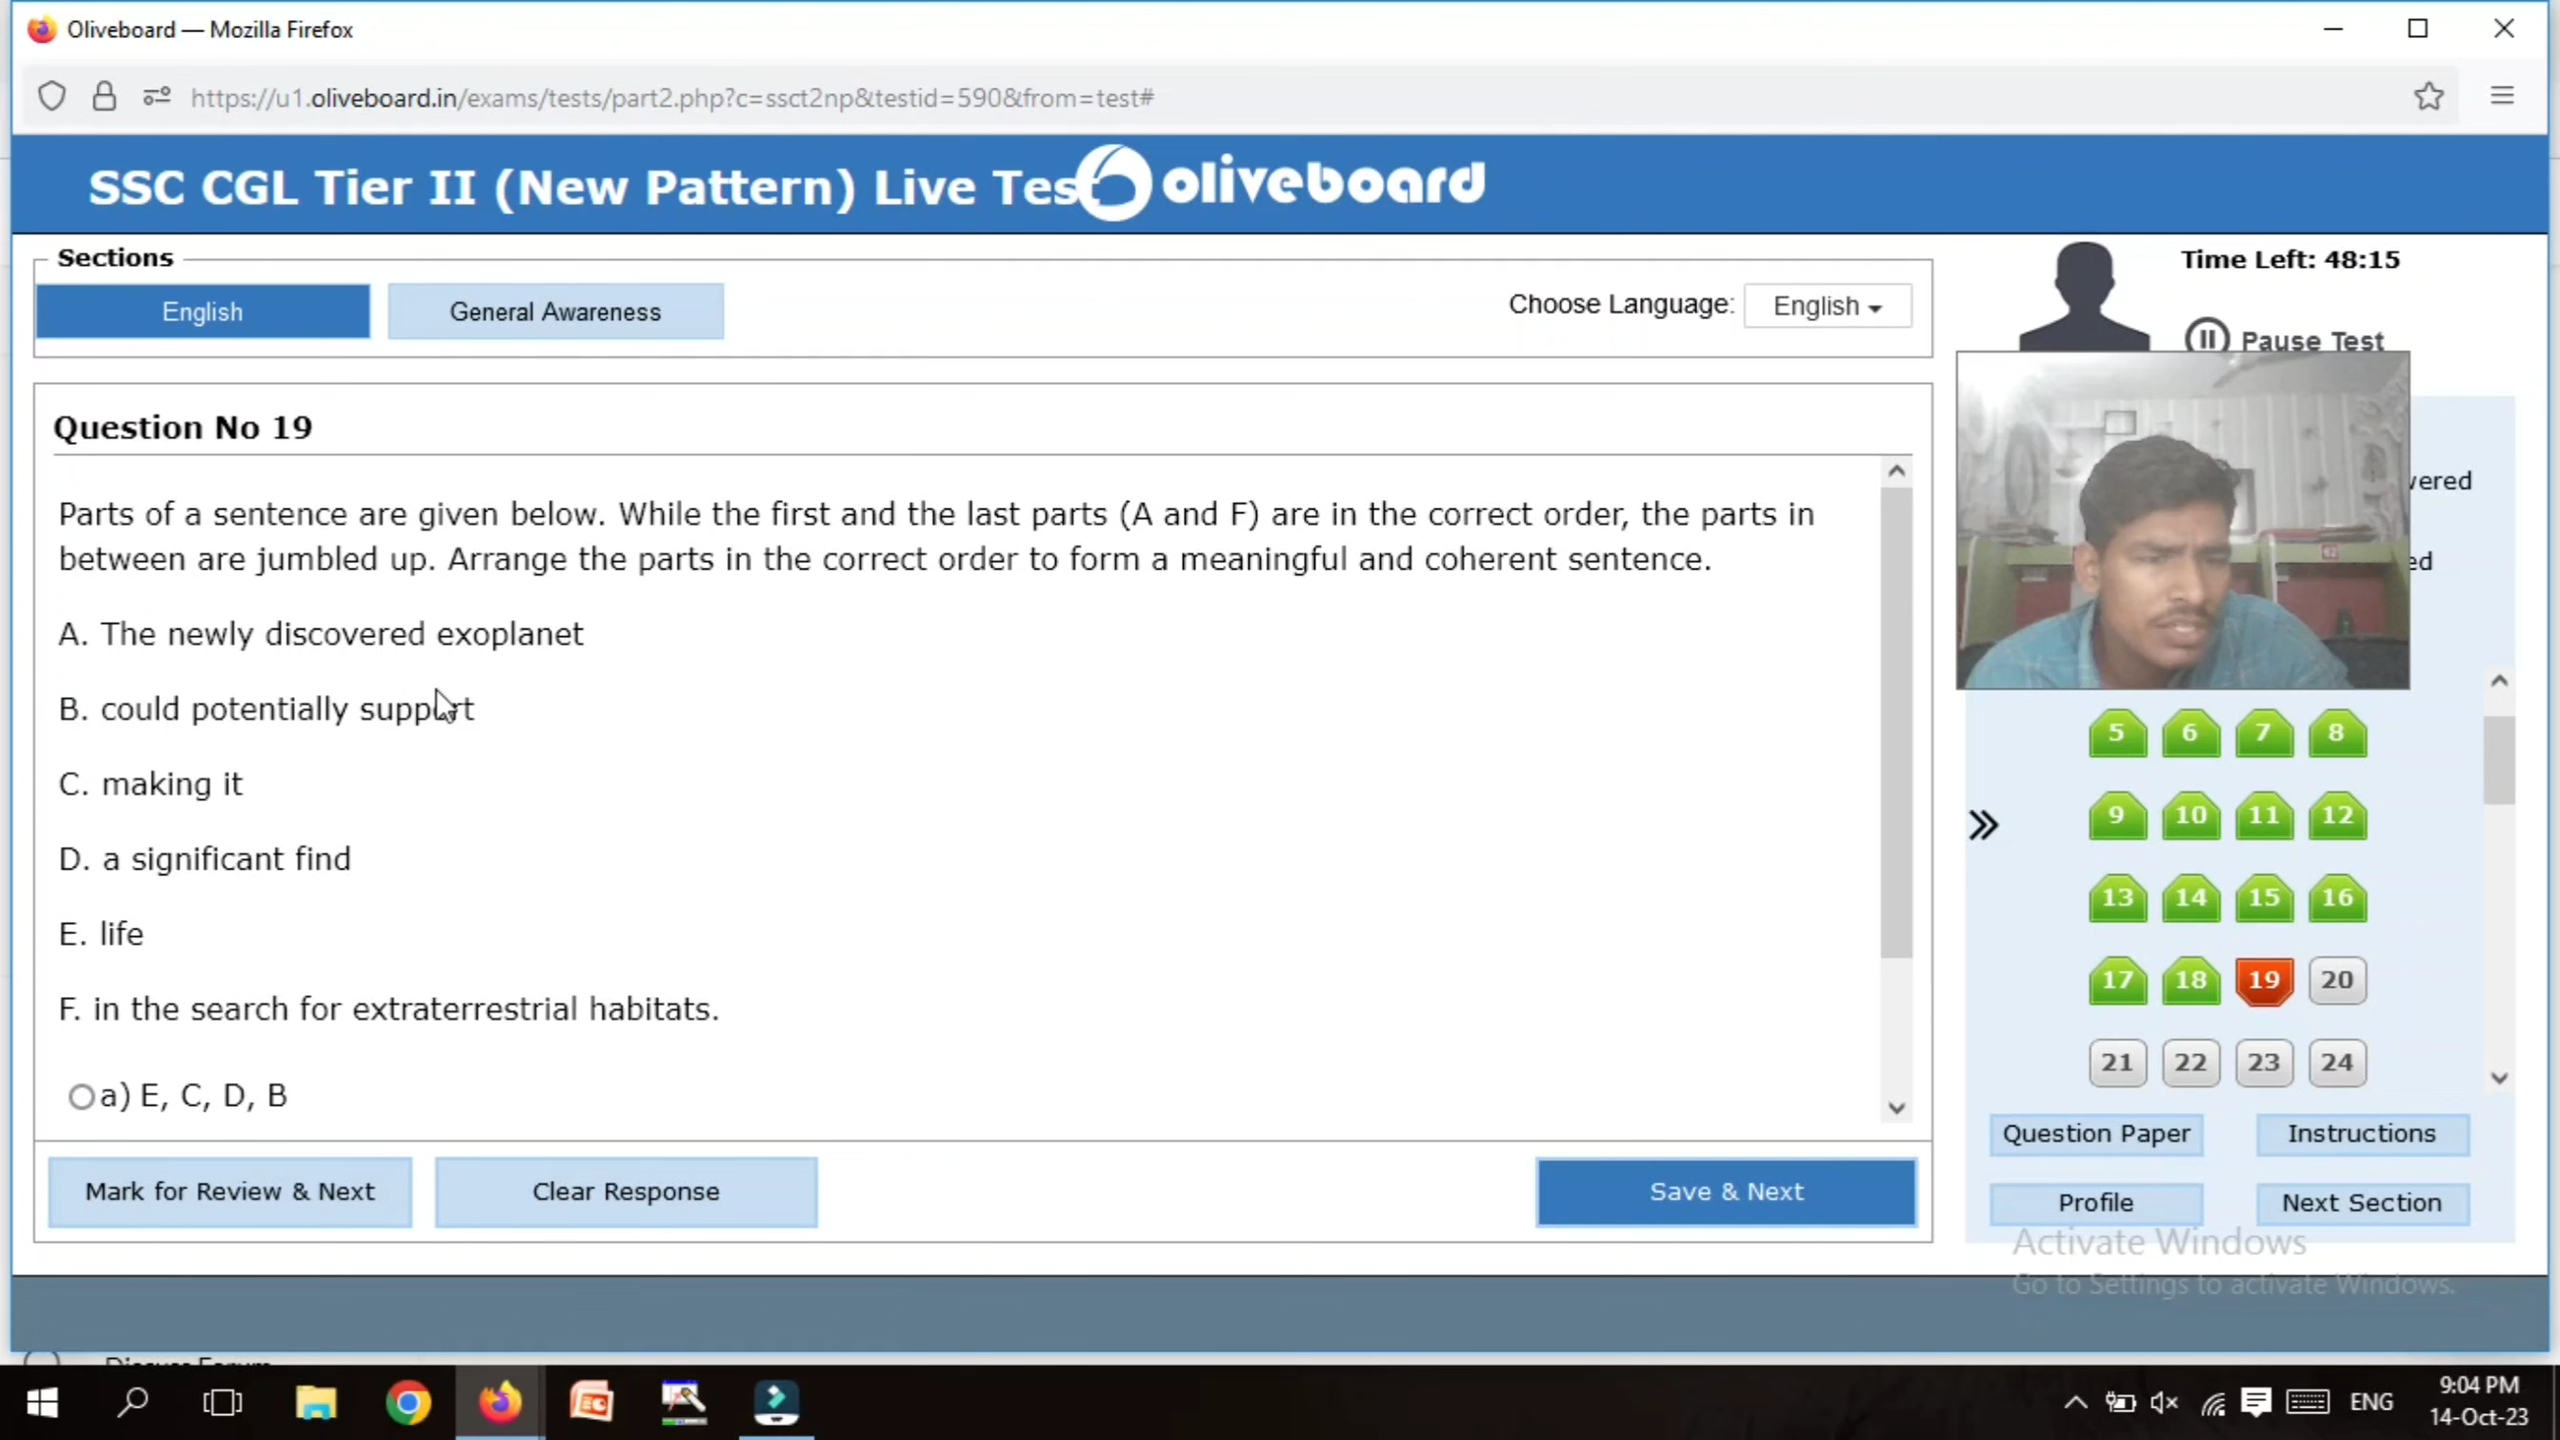 Oliveboard — Mozilla Firefox
https://u1.oliveboard.in/exams/tests/part2.php?c=ssct2np&testid=590&from=test#
SSC CGL Tier II (New Pattern) Live Tes
oliveboard
Sections
English
General Awareness
Choose Language:
English
Time Left: 48:15
Pause Test
Question No 19
Parts of a sentence are given below. While the first and the last parts (A and F) are in the correct order, the parts in
between are jumbled up. Arrange the parts in the correct order to form a meaningful and coherent sentence.
A. The newly discovered exoplanet
B. could potentially support
C. making it
D. a significant find
E. life
F. in the search for extraterrestrial habitats.
a) E, C, D, B
vered
ed
5 6 7 8
9 10 11 12
13 14 15 16
17 18 19 20
21 22 23 24
Mark for Review & Next
Clear Response
Save & Next
Question Paper
Instructions
Profile
Next Section
Activate Windows
Go to Settings to activate Windows.
ENG
9:04 PM
14-Oct-23